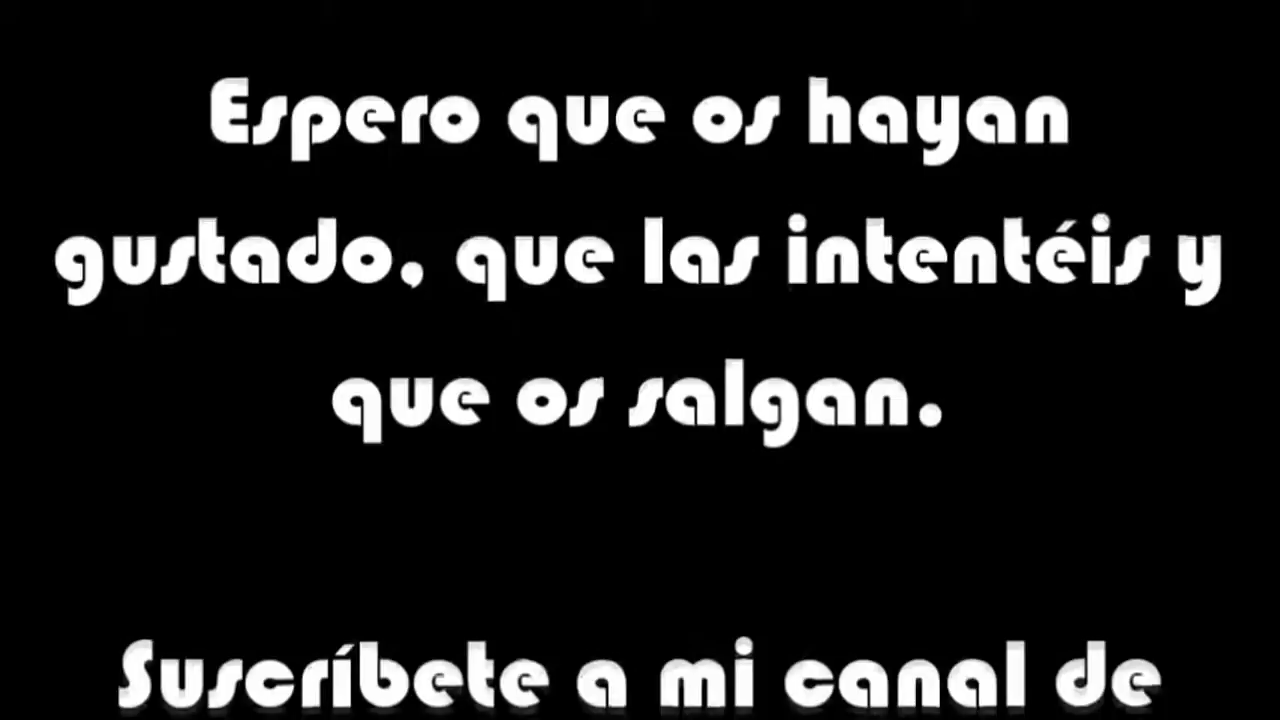 Espero que os hayan
gustado, que las intentéis y
que os salgan.
Suscríbete a mi canal de